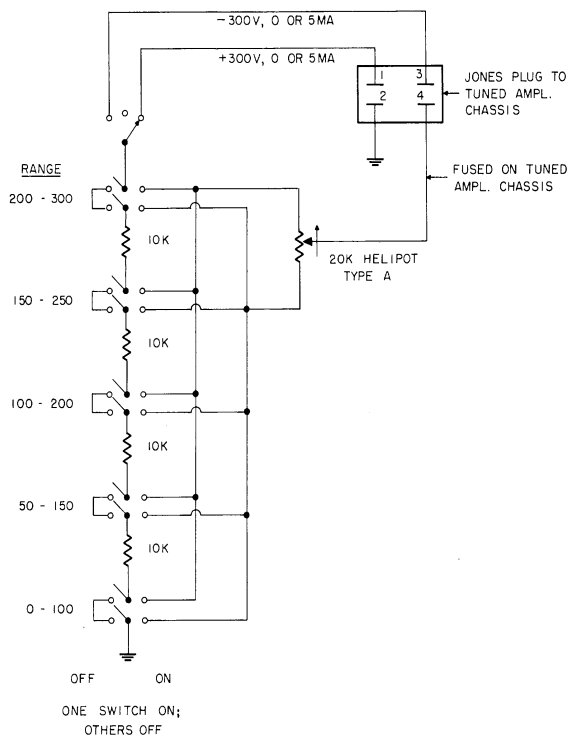 −300V, 0 OR 5MA
+300V, 0 OR 5MA
1 3
2 4
JONES PLUG TO
TUNED AMPL.
CHASSIS
FUSED ON TUNED
AMPL. CHASSIS
RANGE
200 - 300
10K
20K HELIPOT
TYPE A
150 - 250
10K
100 - 200
10K
50 - 150
10K
0 - 100
OFF ON
ONE SWITCH ON;
OTHERS OFF